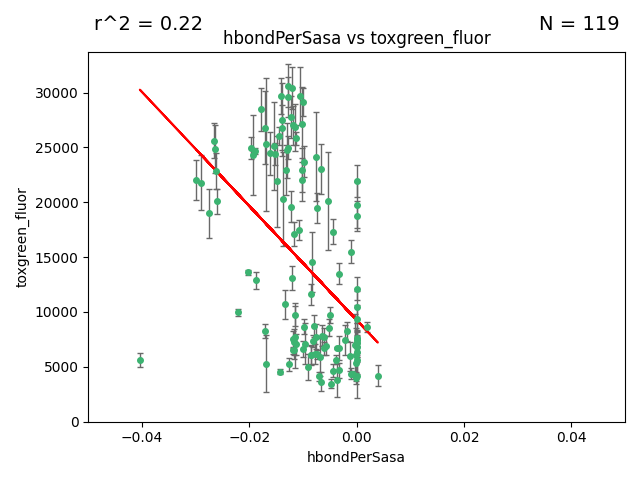 r^2 = 0.22
N = 119
hbondPerSasa vs toxgreen_fluor
toxgreen_fluor
30000
25000
20000
15000
10000
5000
0
−0.04
−0.02
0.00
0.02
0.04
hbondPerSasa